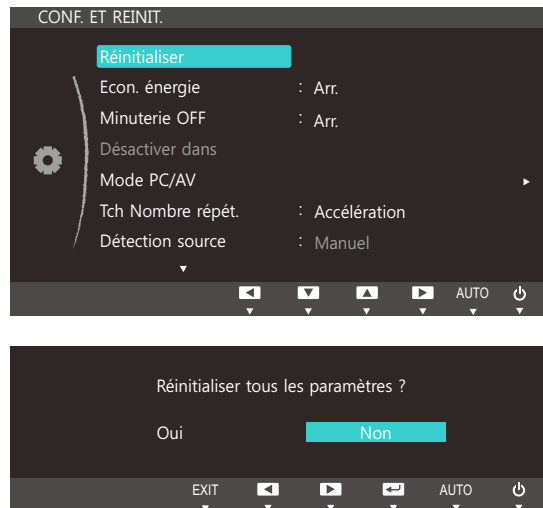 CONF. ET REINIT.
Réinitialiser
Econ. énergie : Arr.
Minuterie OFF : Arr.
Désactiver dans
Mode PC/AV
Tch Nombre répét. : Accélération
Détection source : Manuel
AUTO
Réinitialiser tous les paramètres ?
Oui Non
EXIT AUTO